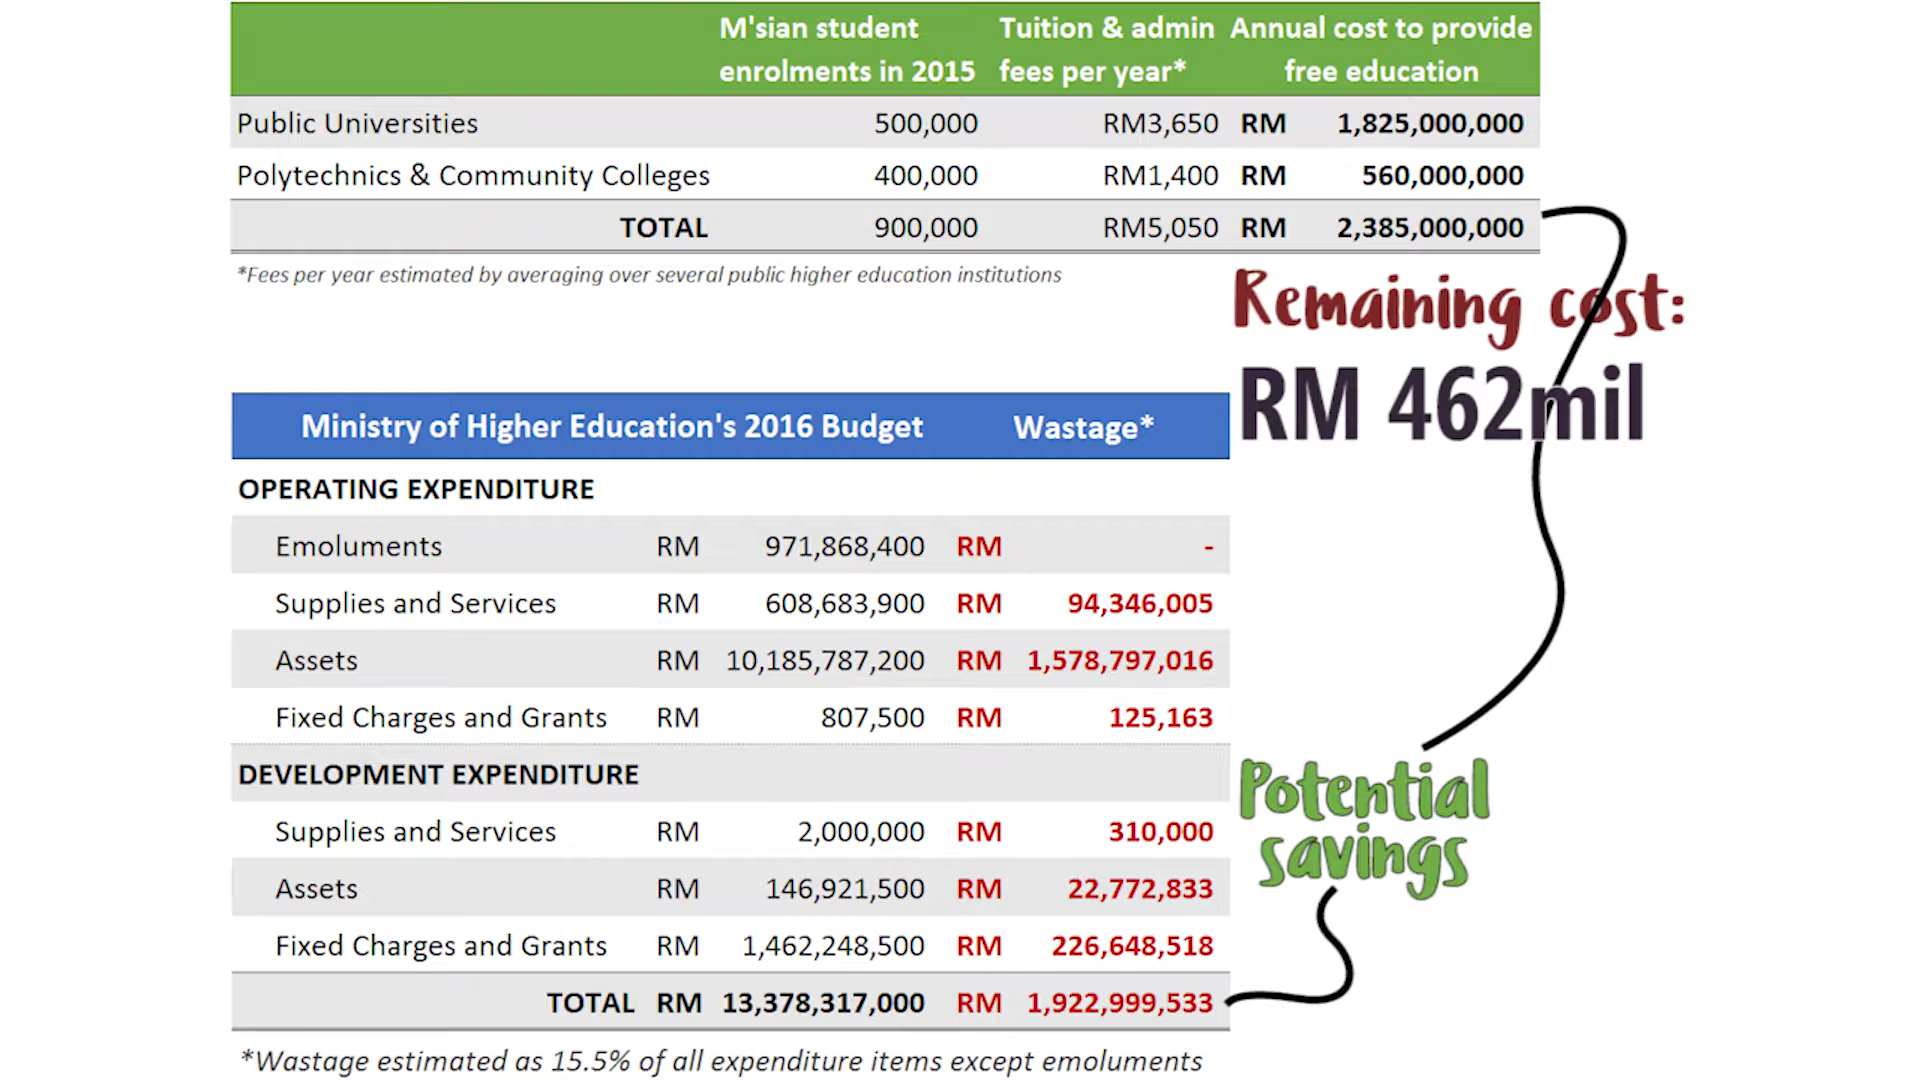 M'sian student Tuition & admin Annual cost to provide
enrolments in 2015 fees per year* free education
Public Universities 500,000 RM3,650 RM 1,825,000,000
Polytechnics & Community Colleges 400,000 RM1,400 RM 560,000,000
TOTAL 900,000 RM5,050 RM 2,385,000,000
*Fees per year estimated by averaging over several public higher education institutions
Remaining cost:
RM 462mil
Ministry of Higher Education's 2016 Budget Wastage*
OPERATING EXPENDITURE
Emoluments RM 971,868,400 RM -
Supplies and Services RM 608,683,900 RM 94,346,005
Assets RM 10,185,787,200 RM 1,578,797,016
Fixed Charges and Grants RM 807,500 RM 125,163
DEVELOPMENT EXPENDITURE
Supplies and Services RM 2,000,000 RM 310,000
Assets RM 146,921,500 RM 22,772,833
Fixed Charges and Grants RM 1,462,248,500 RM 226,648,518
TOTAL RM 13,378,317,000 RM 1,922,999,533
Potential
savings
*Wastage estimated as 15.5% of all expenditure items except emoluments